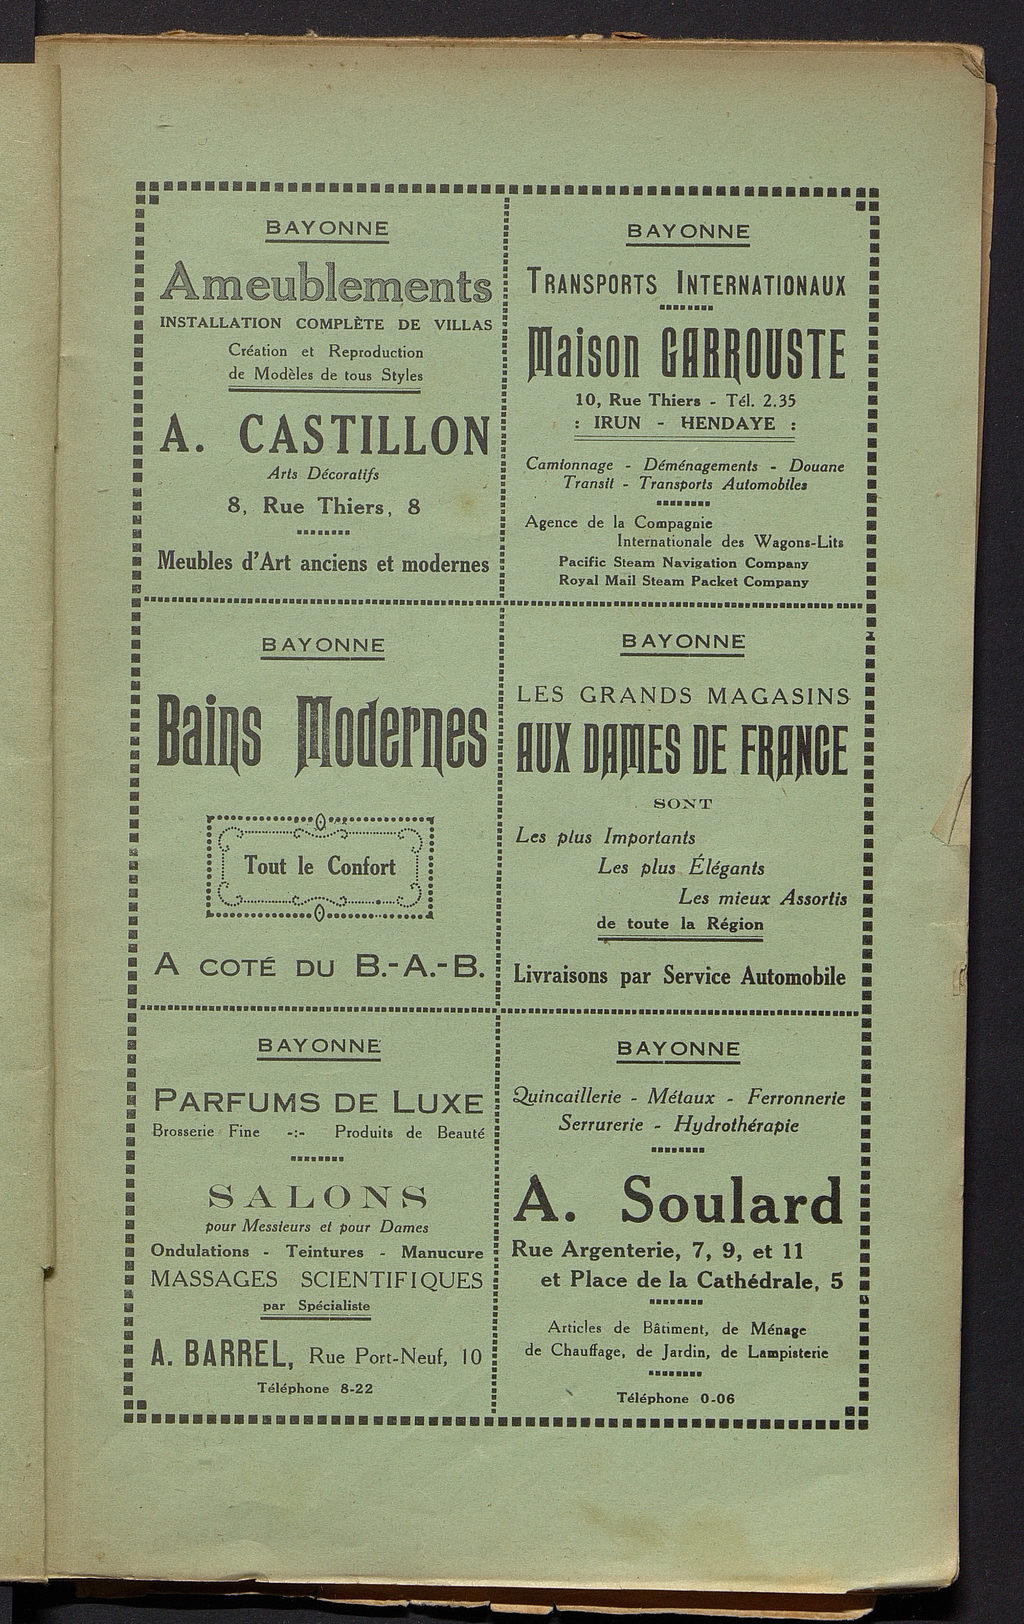 BAYONNE
Ameublements
INSTALLATION COMPLÈTE DE VILLAS
Création et Reproduction
de Modèles de tous Styles
A. CASTILLON
Arts Décoratifs
8, Rue Thiers, 8
Meubles d'Art anciens et modernes
BAYONNE
TRANSPORTS INTERNATIONAUX
Maison GARROUSTE
10, Rue Thiers - Tél. 2.35
: IRUN - HENDAYE :
Camionnage - Déménagements - Douane
Transit - Transports Automobiles
Agence de la Compagnie
Internationale des Wagons-Lits
Pacific Steam Navigation Company
Royal Mail Steam Packet Company
BAYONNE
Bains Modernes
Tout le Confort
A COTÉ DU B.-A.-B.
BAYONNE
LES GRANDS MAGASINS
AUX DAMES DE FRANCE
SONT
Les plus Importants
Les plus Élégants
Les mieux Assortis
de toute la Région
Livraisons par Service Automobile
BAYONNE
PARFUMS DE LUXE
Brosserie Fine -:- Produits de Beauté
SALONS
pour Messieurs et pour Dames
Ondulations - Teintures - Manucure
MASSAGES SCIENTIFIQUES
par Spécialiste
A. BARREL, Rue Port-Neuf, 10
Téléphone 8-22
BAYONNE
Quincaillerie - Métaux - Ferronnerie
Serrurerie - Hydrothérapie
A. Soulard
Rue Argenterie, 7, 9, et 11
et Place de la Cathédrale, 5
Articles de Bâtiment, de Ménage
de Chauffage, de Jardin, de Lampisterie
Téléphone 0-06